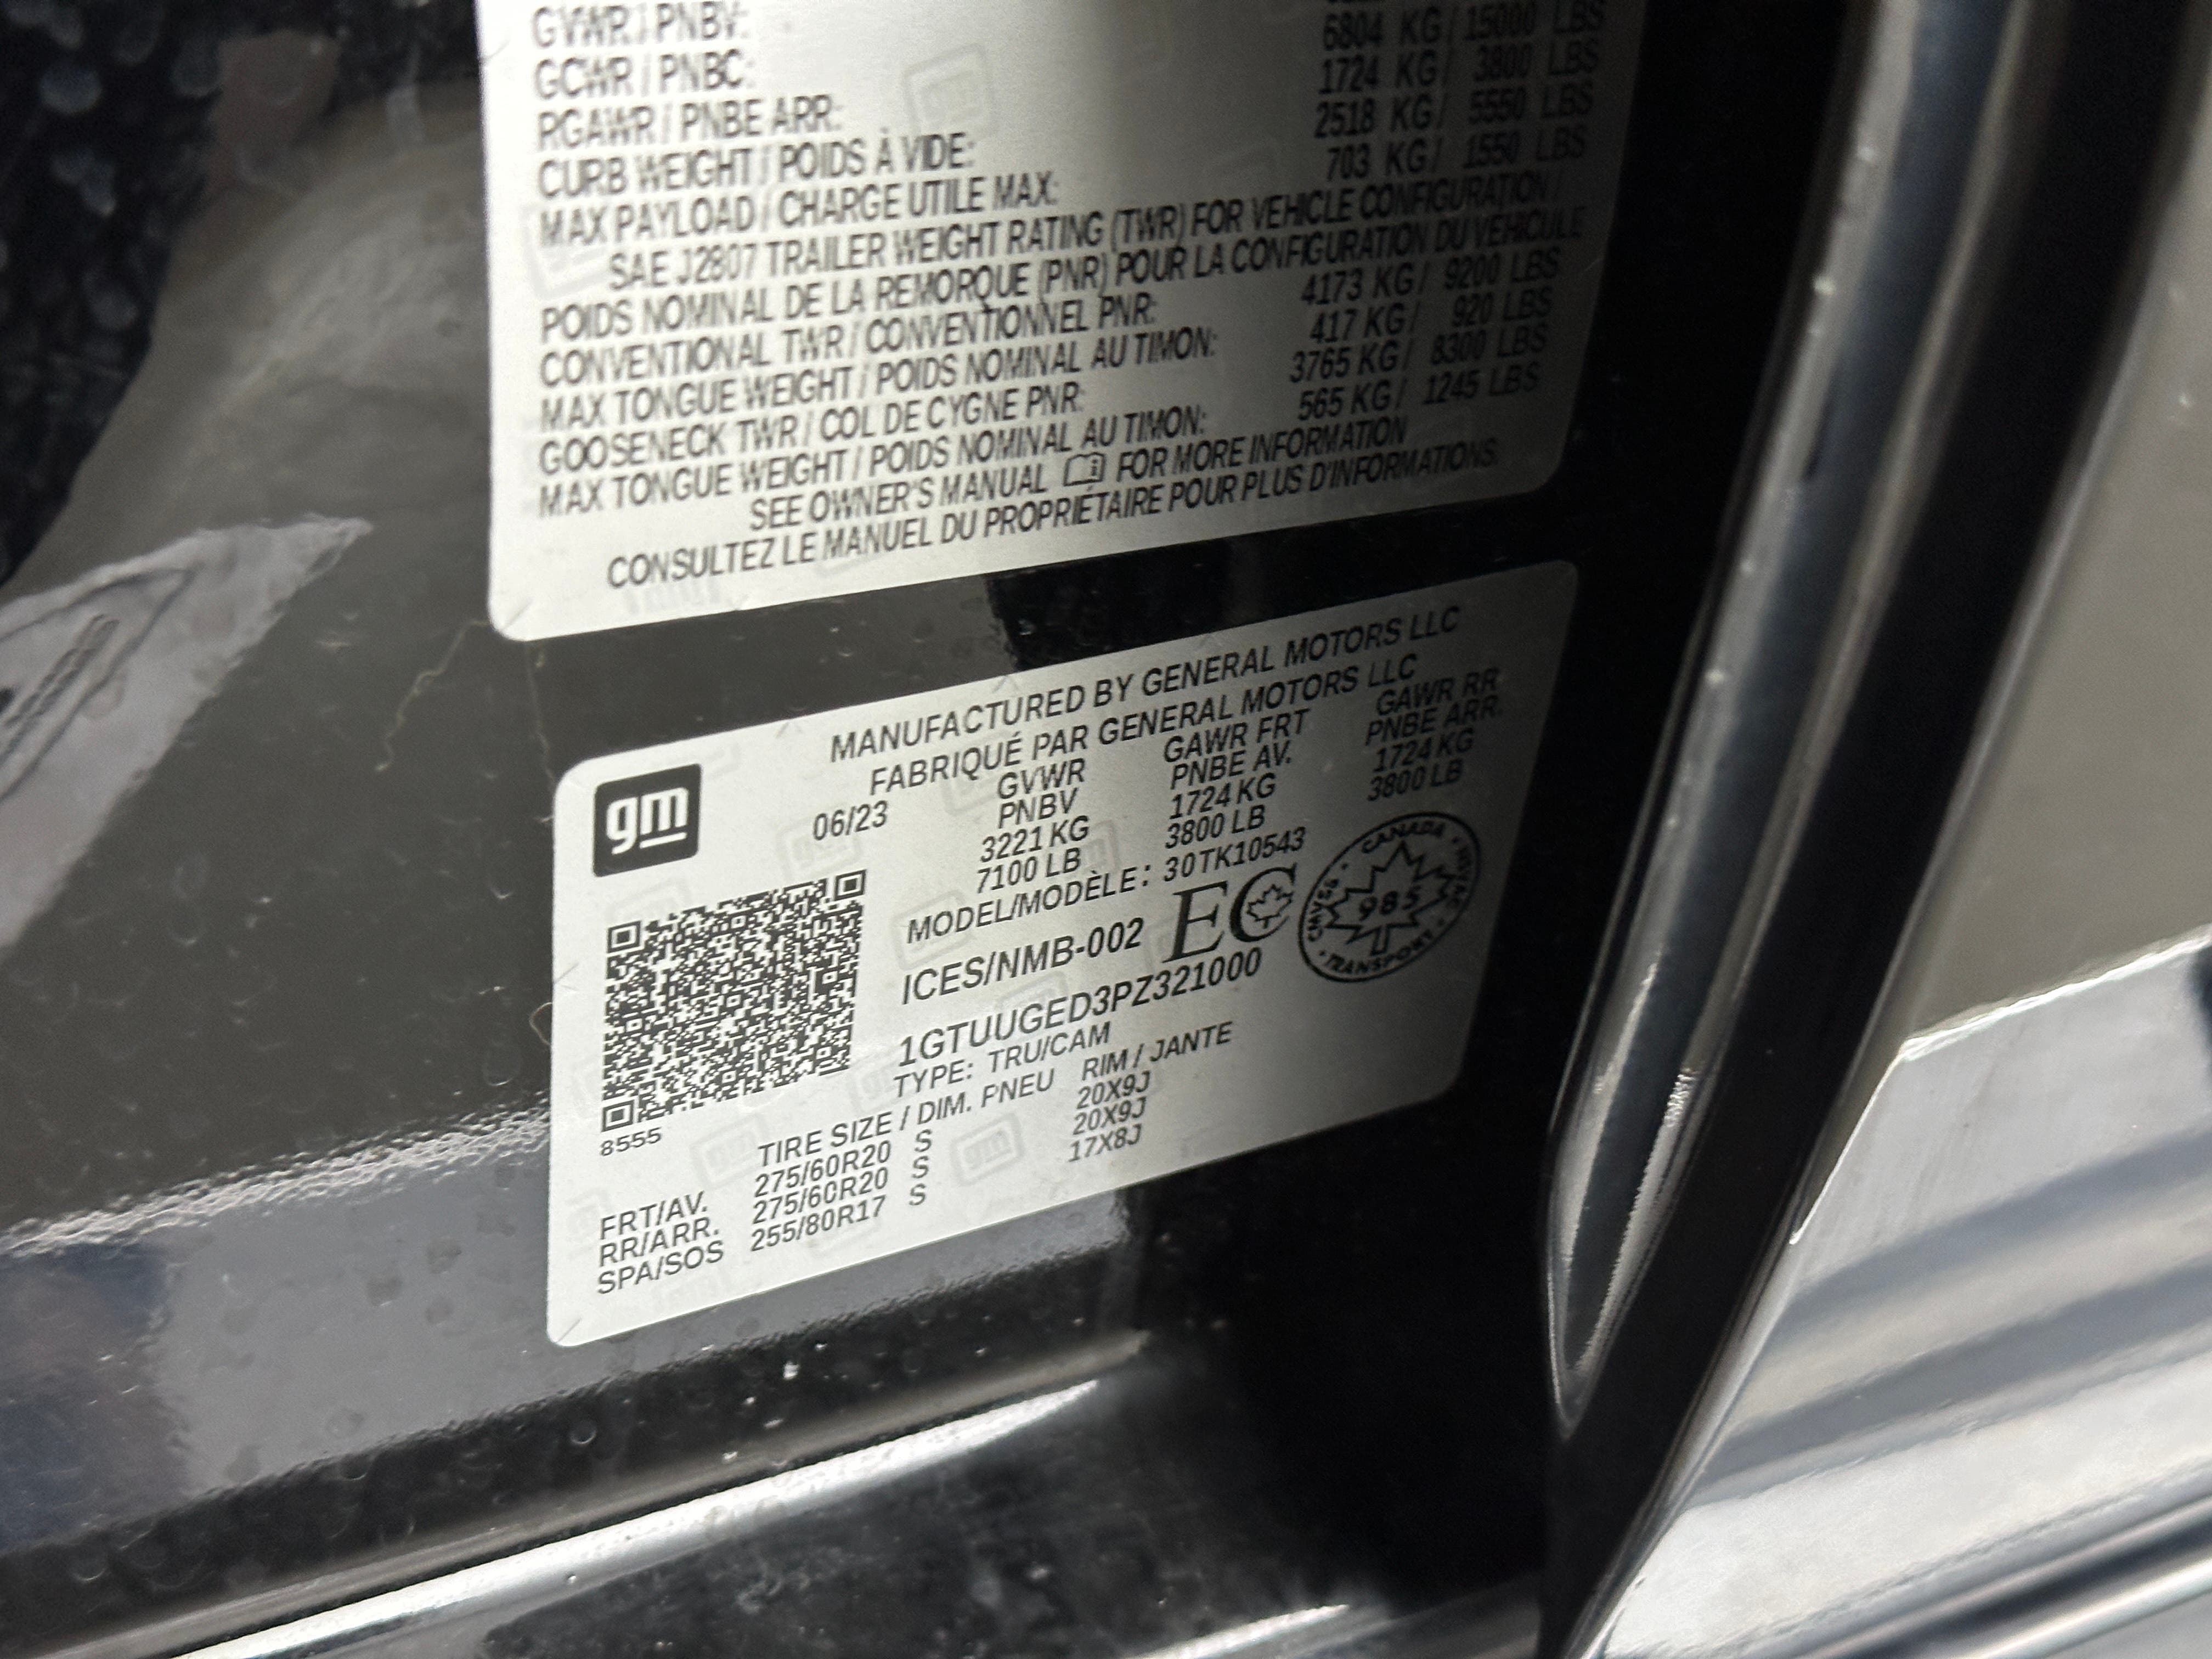 GVWR / PNBV:
GCWR / PNBC: 6804 KG / 15000 LBS
RGAWR / PNBE ARR: 1724 KG / 3800 LBS
CURB WEIGHT / POIDS À VIDE: 2518 KG / 5550 LBS
MAX PAYLOAD / CHARGE UTILE MAX: 703 KG / 1550 LBS
SAE J2807 TRAILER WEIGHT RATING (TWR) FOR VEHICLE CONFIGURATION /
POIDS NOMINAL DE LA REMORQUE (PNR) POUR LA CONFIGURATION DU VEHICULE
CONVENTIONAL TWR / CONVENTIONNEL PNR: 4173 KG / 9200 LBS
MAX TONGUE WEIGHT / POIDS NOMINAL AU TIMON: 417 KG / 920 LBS
GOOSENECK TWR / COL DE CYGNE PNR: 3765 KG / 8300 LBS
MAX TONGUE WEIGHT / POIDS NOMINAL AU TIMON: 565 KG / 1245 LBS
SEE OWNER'S MANUAL FOR MORE INFORMATION
CONSULTEZ LE MANUEL DU PROPRIÉTAIRE POUR PLUS D'INFORMATIONS.
MANUFACTURED BY GENERAL MOTORS LLC
FABRIQUÉ PAR GENERAL MOTORS LLC
gm
06/23 GVWR GAWR FRT GAWR RR
PNBV PNBE AV. PNBE ARR.
3221 KG 1724 KG 1724 KG
7100 LB 3800 LB 3800 LB
MODEL/MODÈLE: 30TK10543
ICES/NMB-002 EC
CANADA
985
TRANSPORT
1GTUUGED3PZ321000
TYPE: TRU/CAM
8555
TIRE SIZE / DIM. PNEU RIM / JANTE
FRT/AV. 275/60R20 S 20X9J
RR/ARR. 275/60R20 S 20X9J
SPA/SOS 255/80R17 S 17X8J